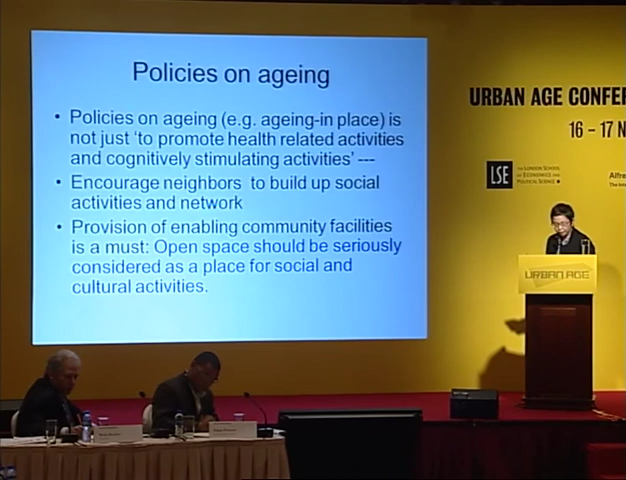 Policies on ageing
• Policies on ageing (e.g. ageing-in place) is
not just ‘to promote health related activities
and cognitively stimulating activities’ ---
• Encourage neighbors to build up social
activities and network
• Provision of enabling community facilities
is a must: Open space should be seriously
considered as a place for social and
cultural activities.
URBAN AGE CONFER
16 – 17 N
LSE
THE LONDON SCHOOL
OF ECONOMICS AND
POLITICAL SCIENCE
Alfre
The Inte
URBAN AGE